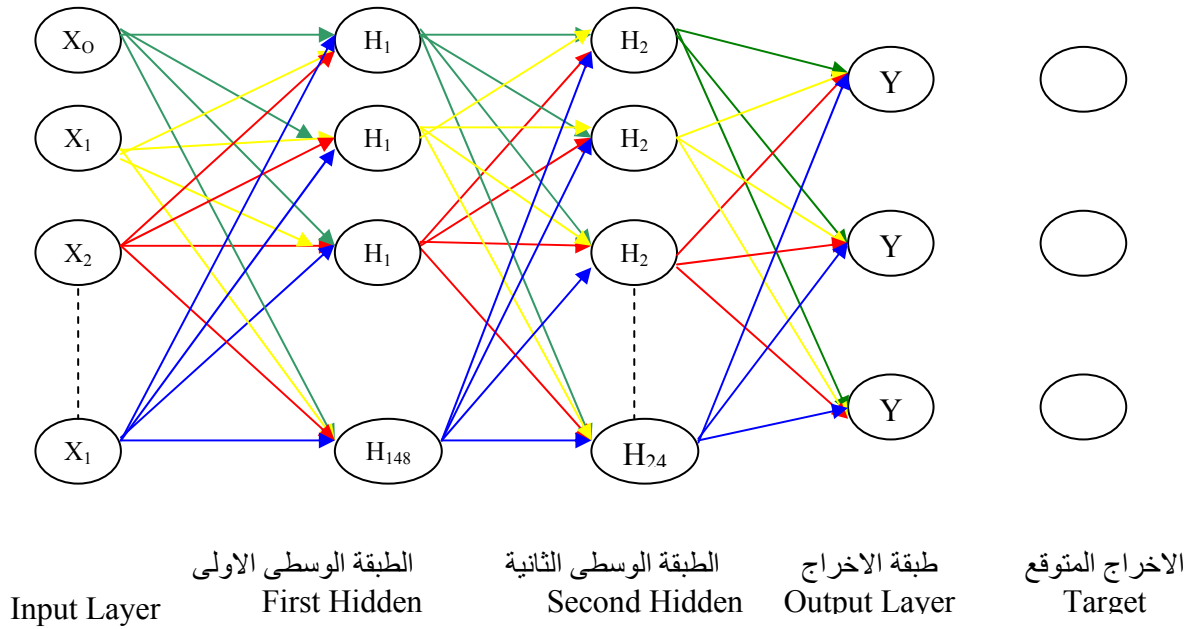 X₀ H₁ H₂
Y
X₁ H₁ H₂
X₂ H₁ H₂ Y
Y
X₁ H₁₄₈ H₂₄
الطبقة الوسطى الاولى الطبقة الوسطى الثانية طبقة الاخراج الاخراج المتوقع
Input Layer First Hidden Second Hidden Output Layer Target